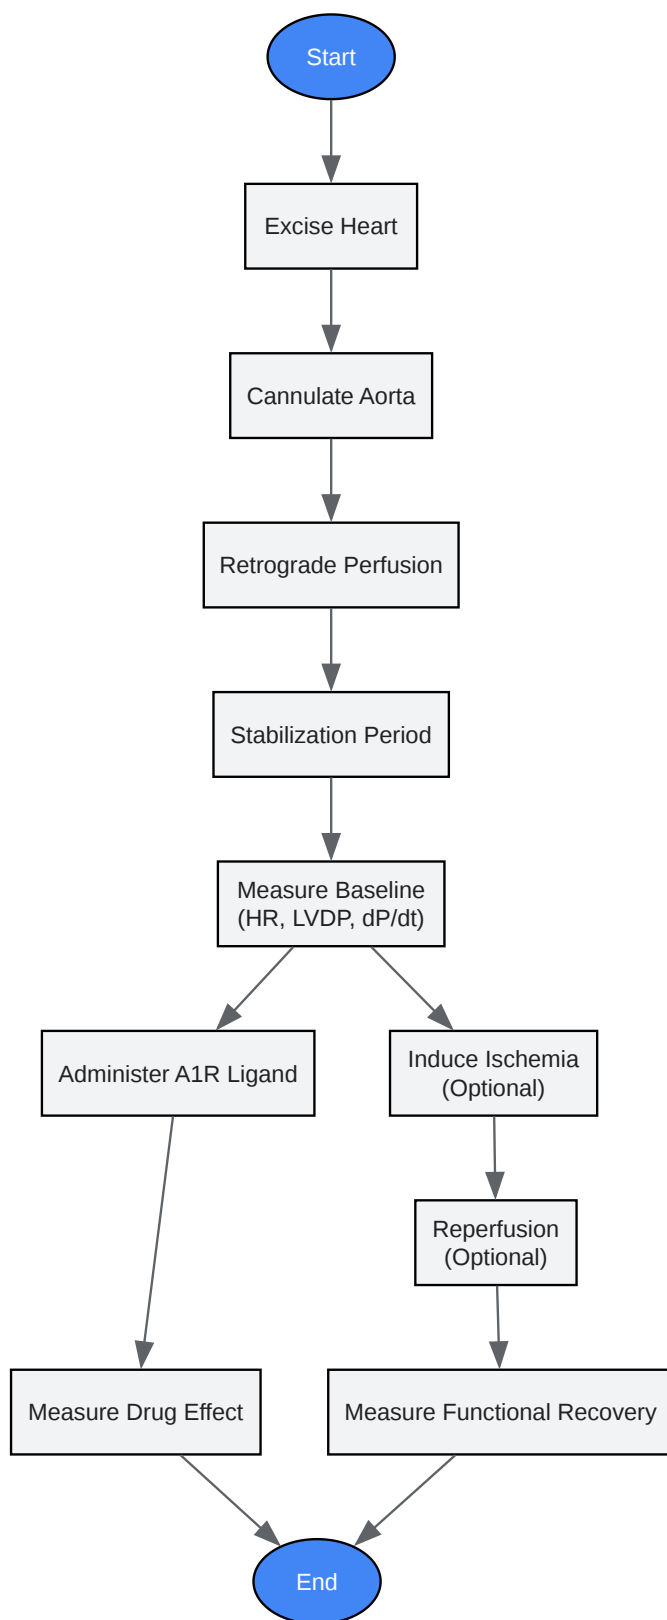 Start
Excise Heart
Cannulate Aorta
Retrograde Perfusion
Stabilization Period
Measure Baseline
(HR, LVDP, dP/dt)
Administer A1R Ligand
Induce Ischemia
(Optional)
Reperfusion
(Optional)
Measure Drug Effect
Measure Functional Recovery
End